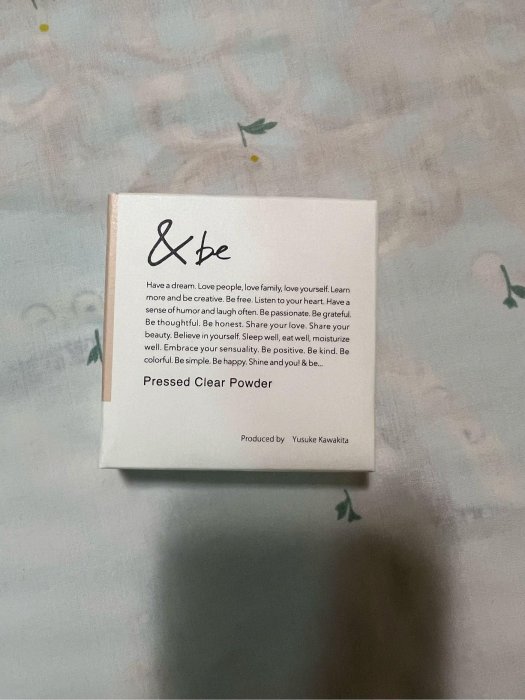 & be
Have a dream. Love people, love family, love yourself. Learn
more and be creative. Be free. Listen to your heart. Have a
sense of humor and laugh often. Be passionate. Be grateful.
Be thoughtful. Be honest. Share your love. Share your
beauty. Believe in yourself. Sleep well, eat well, moisturize
well. Embrace your sensuality. Be positive. Be kind. Be
colorful. Be simple. Be happy. Shine and you! & be...
Pressed Clear Powder
Produced by Yusuke Kawakita